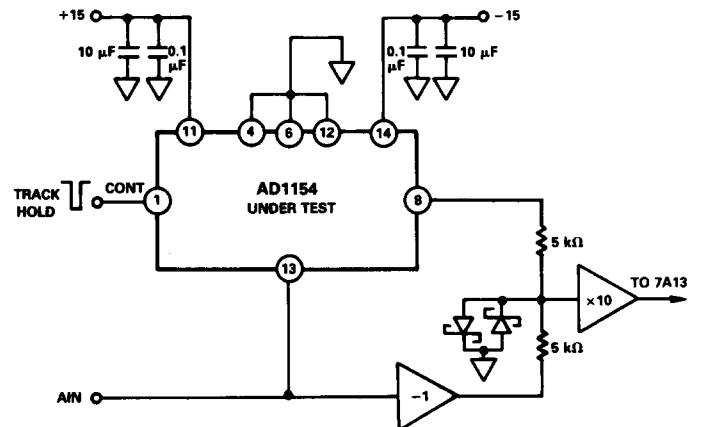 +15
−15
10 μF
0.1
μF
0.1
μF
10 μF
11
4
6
12
14
TRACK
HOLD
CONT
1
AD1154
UNDER TEST
8
13
5 kΩ
×10
TO 7A13
5 kΩ
AIN
−1